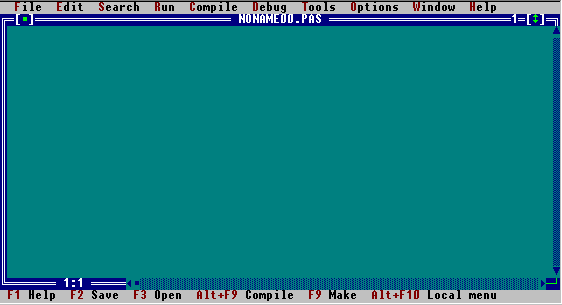 File Edit Search Run Compile Debug Tools Options Window Help
[■] NONAME00.PAS 1=[↕]
1:1
F1 Help F2 Save F3 Open Alt+F9 Compile F9 Make Alt+F10 Local menu